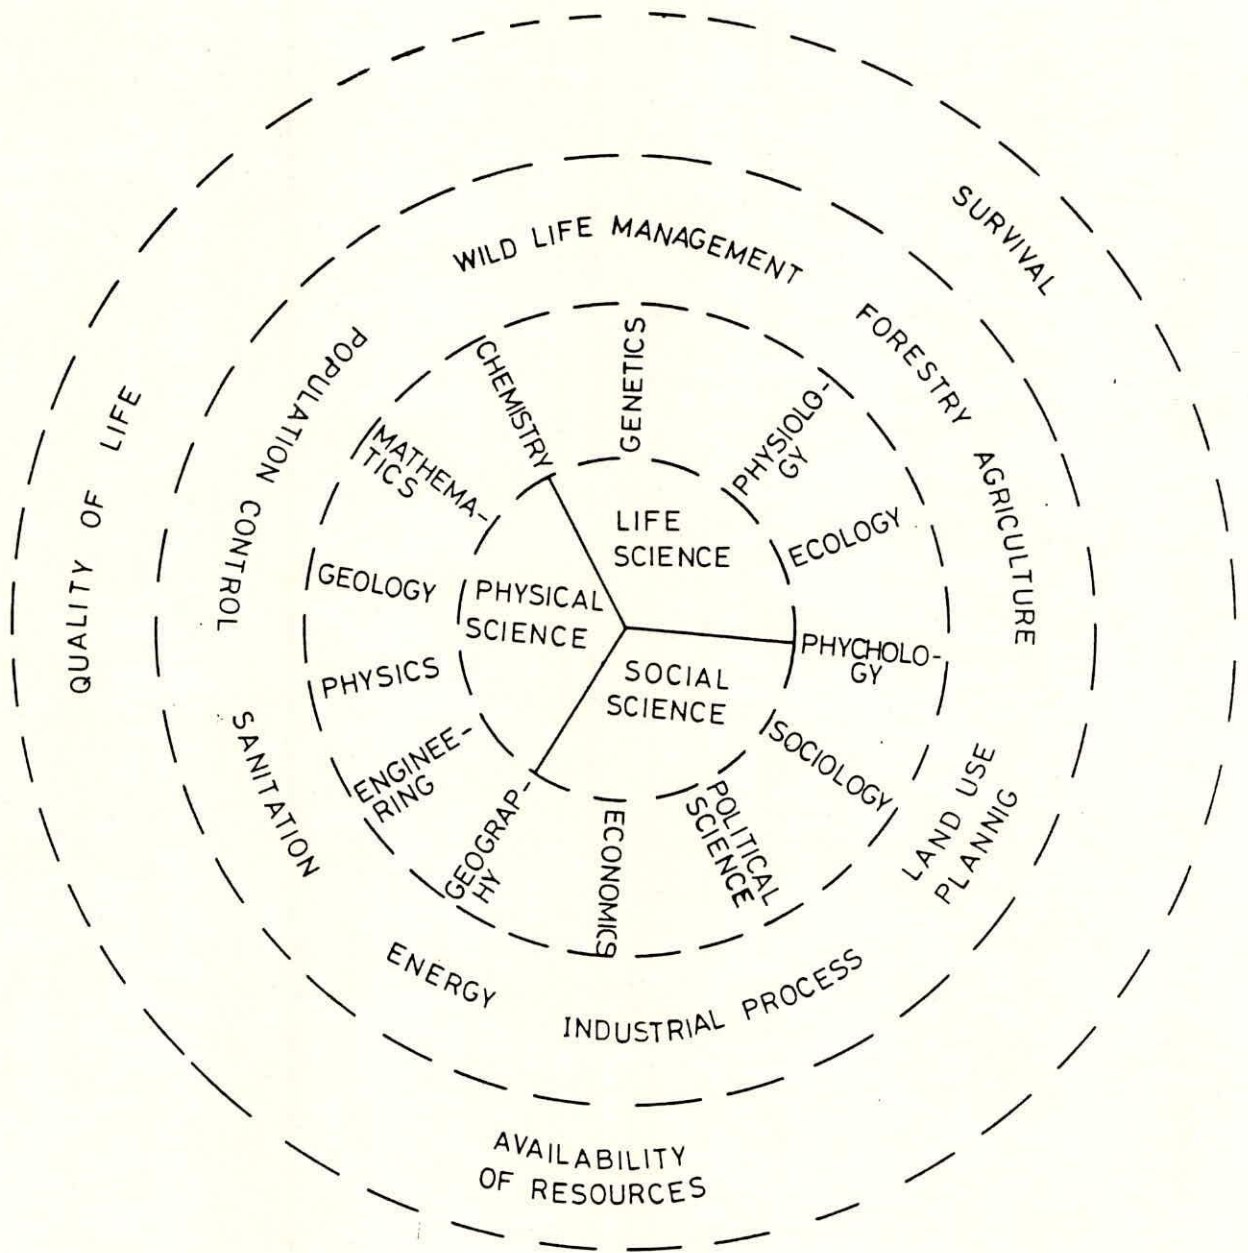 SURVIVAL
QUALITY OF LIFE
AVAILABILITY
OF RESOURCES
WILD LIFE MANAGEMENT
FORESTRY AGRICULTURE
LAND USE
PLANNIG
INDUSTRIAL PROCESS
ENERGY
SANITATION
POPULATION CONTROL
CHEMISTRY
GENETICS
PHYSIOLO-
GY
ECOLOGY
PHYCHOLO-
GY
SOCIOLOGY
POLITICAL
SCIENCE
ECONOMICS
GEOGRAP-
HY
ENGINEE-
RING
PHYSICS
GEOLOGY
MATHEMA-
TICS
LIFE
SCIENCE
PHYSICAL
SCIENCE
SOCIAL
SCIENCE